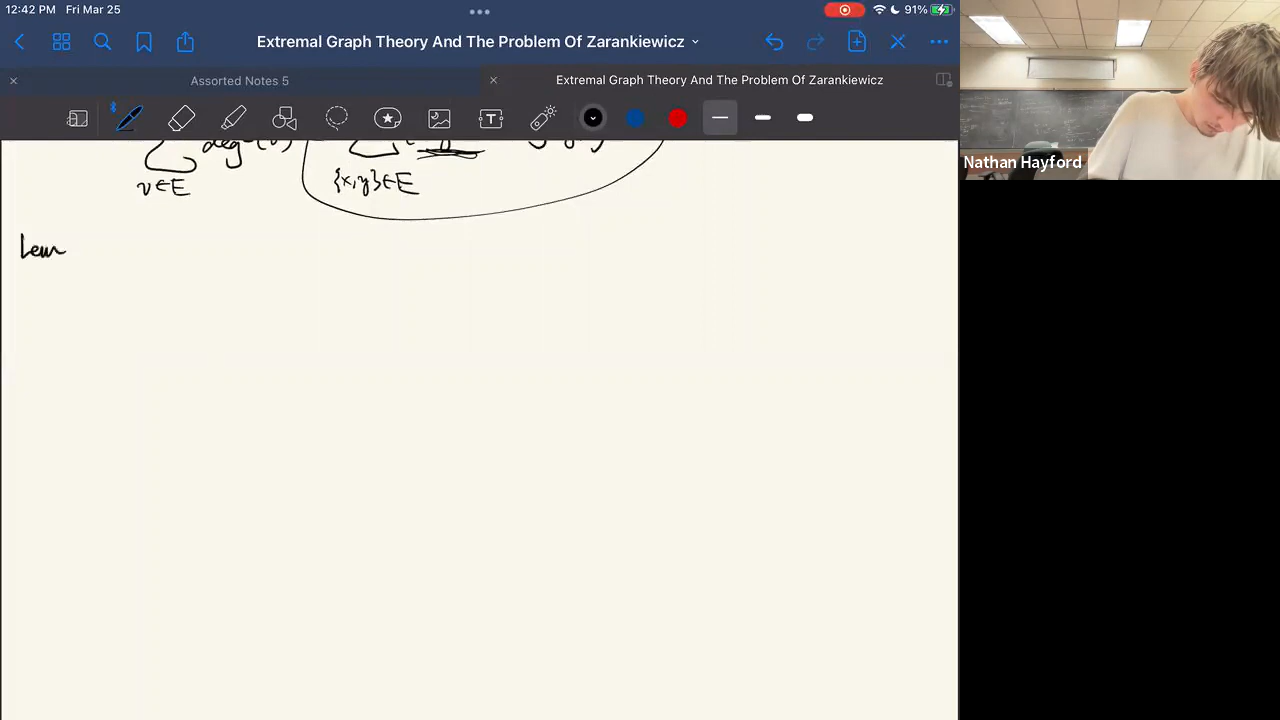 12:42 PM Fri Mar 25
91%
Extremal Graph Theory And The Problem Of Zarankiewicz
Assorted Notes 5
Extremal Graph Theory And The Problem Of Zarankiewicz
T
Nathan Hayford
v∈E
{x,y}∈E
Lem